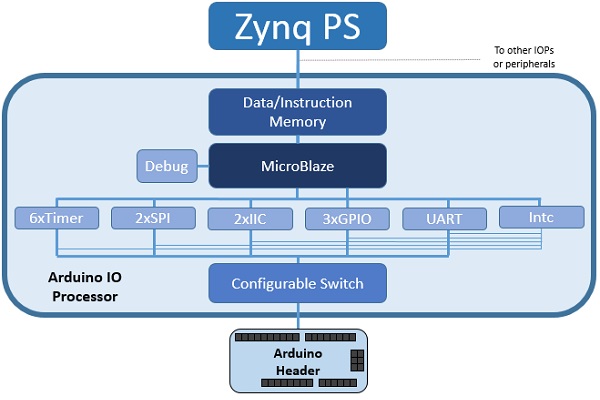 Zynq PS
To other IOPs
or peripherals
Data/Instruction
Memory
Debug
MicroBlaze
6xTimer
2xSPI
2xIIC
3xGPIO
UART
Intc
Arduino IO
Processor
Configurable Switch
Arduino
Header